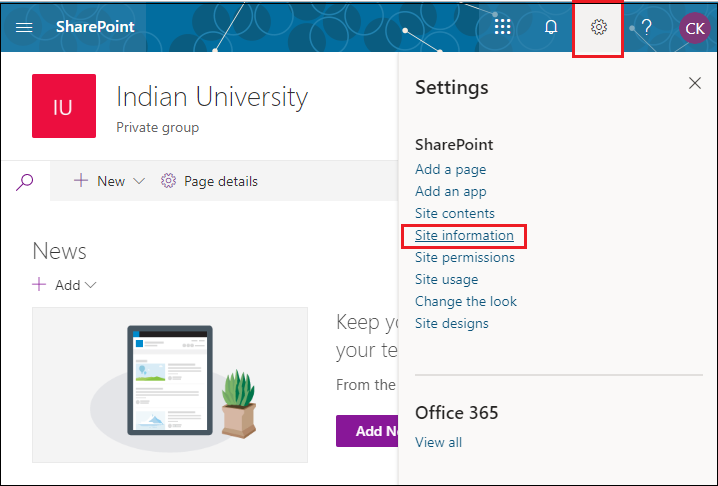 SharePoint
?
CK
IU
Indian University
Private group
New
Page details
News
Add
Keep yo
your te
From the
Add Ne
Settings
SharePoint
Add a page
Add an app
Site contents
Site information
Site permissions
Site usage
Change the look
Site designs
Office 365
View all